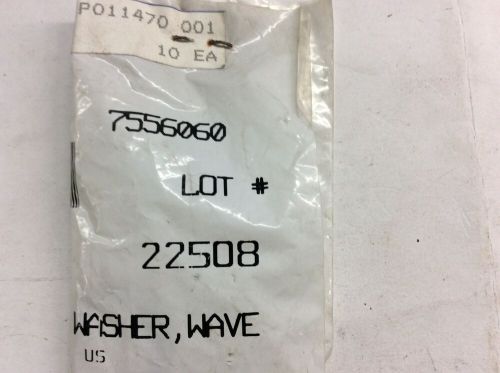 PO11470 001
10 EA
7556060
LOT #
22508
WASHER, WAVE
US